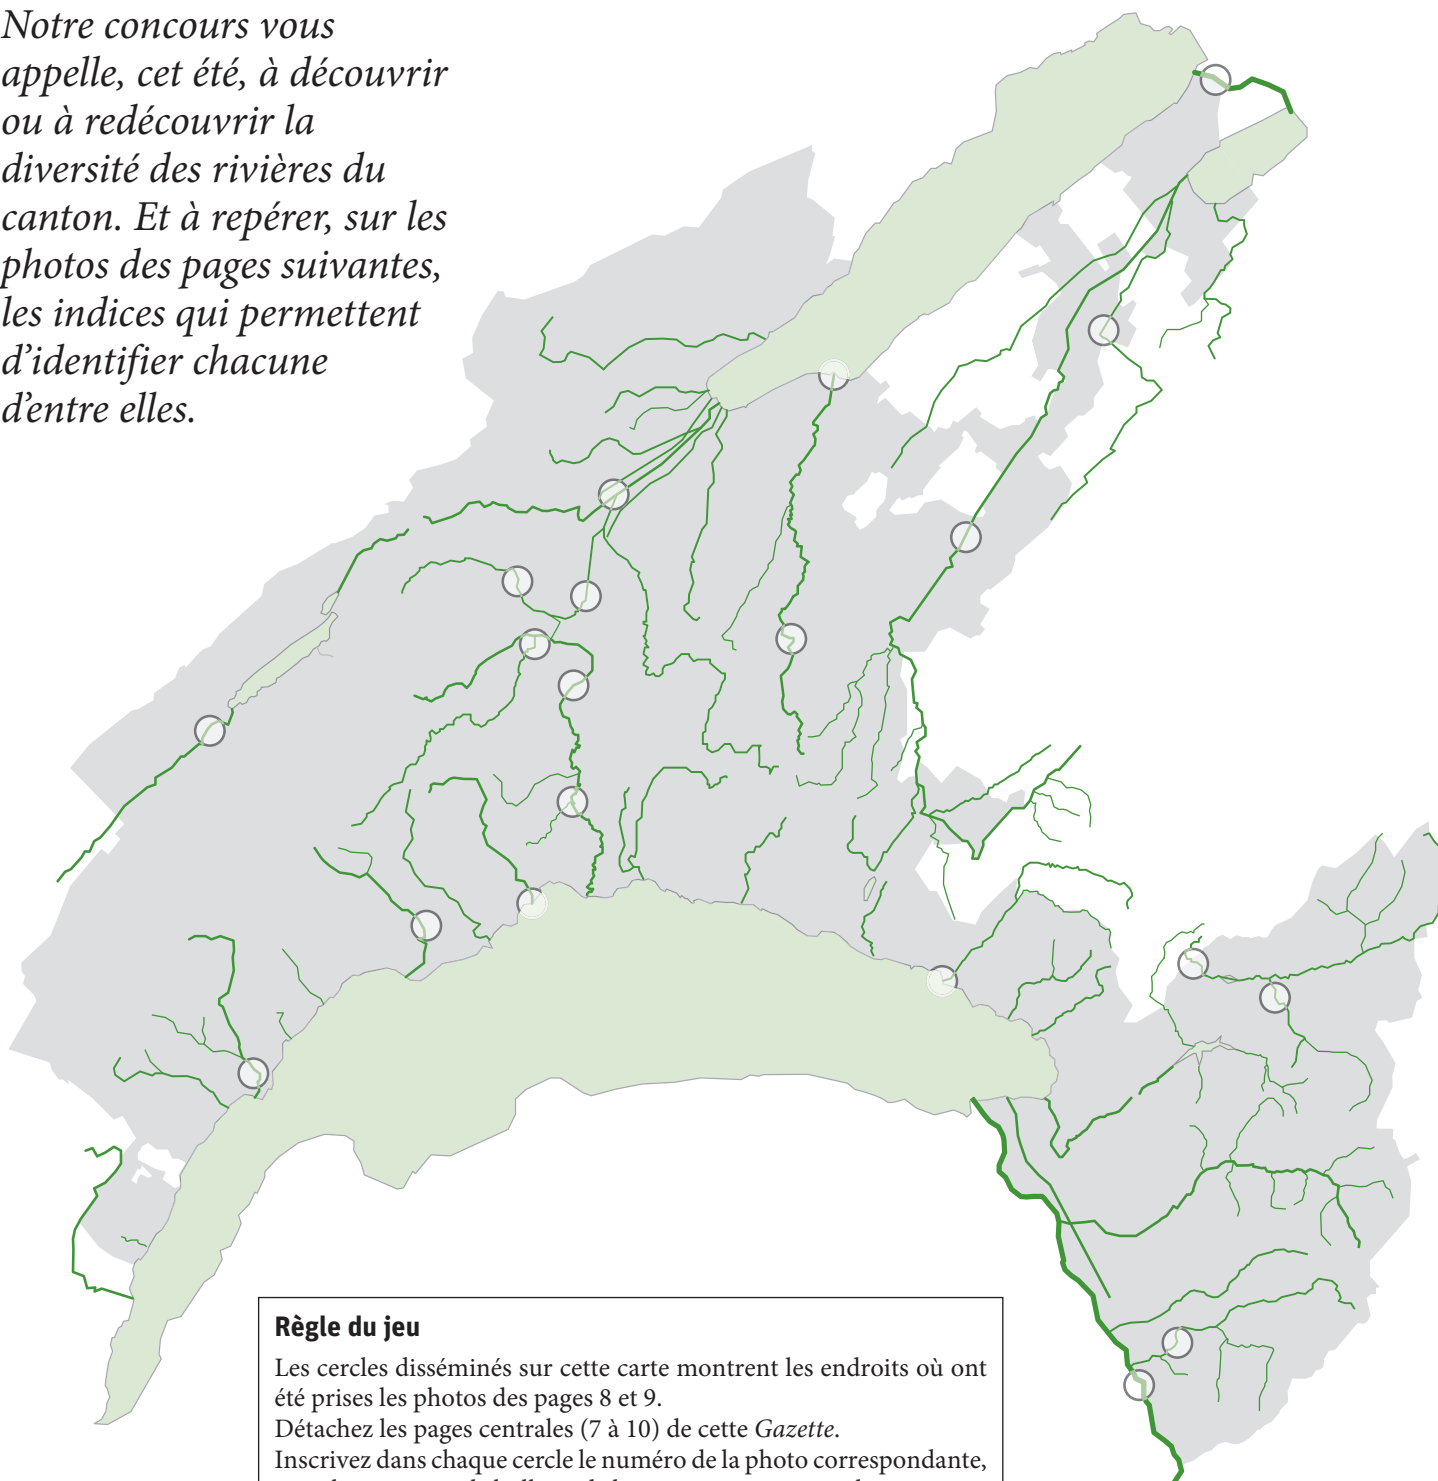 Notre concours vous
appelle, cet été, à découvrir
ou à redécouvrir la
diversité des rivières du
canton. Et à repérer, sur les
photos des pages suivantes,
les indices qui permettent
d’identifier chacune
d’entre elles.
Règle du jeu
Les cercles disséminés sur cette carte montrent les endroits où ont
été prises les photos des pages 8 et 9.
Détachez les pages centrales (7 à 10) de cette Gazette.
Inscrivez dans chaque cercle le numéro de la photo correspondante,